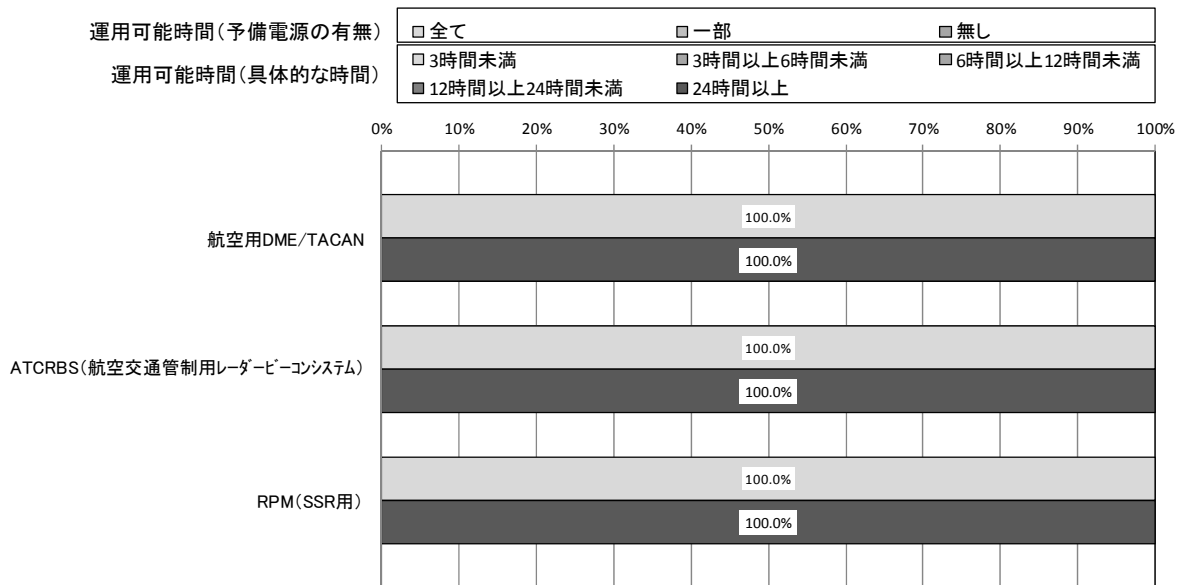 運用可能時間(予備電源の有無)
全て 一部 無し
運用可能時間(具体的な時間)
3時間未満 3時間以上6時間未満 6時間以上12時間未満
12時間以上24時間未満 24時間以上
0% 10% 20% 30% 40% 50% 60% 70% 80% 90% 100%
100.0%
航空用DME/TACAN
100.0%
100.0%
ATCRBS(航空交通管制用レーダービーコンシステム)
100.0%
100.0%
RPM(SSR用)
100.0%